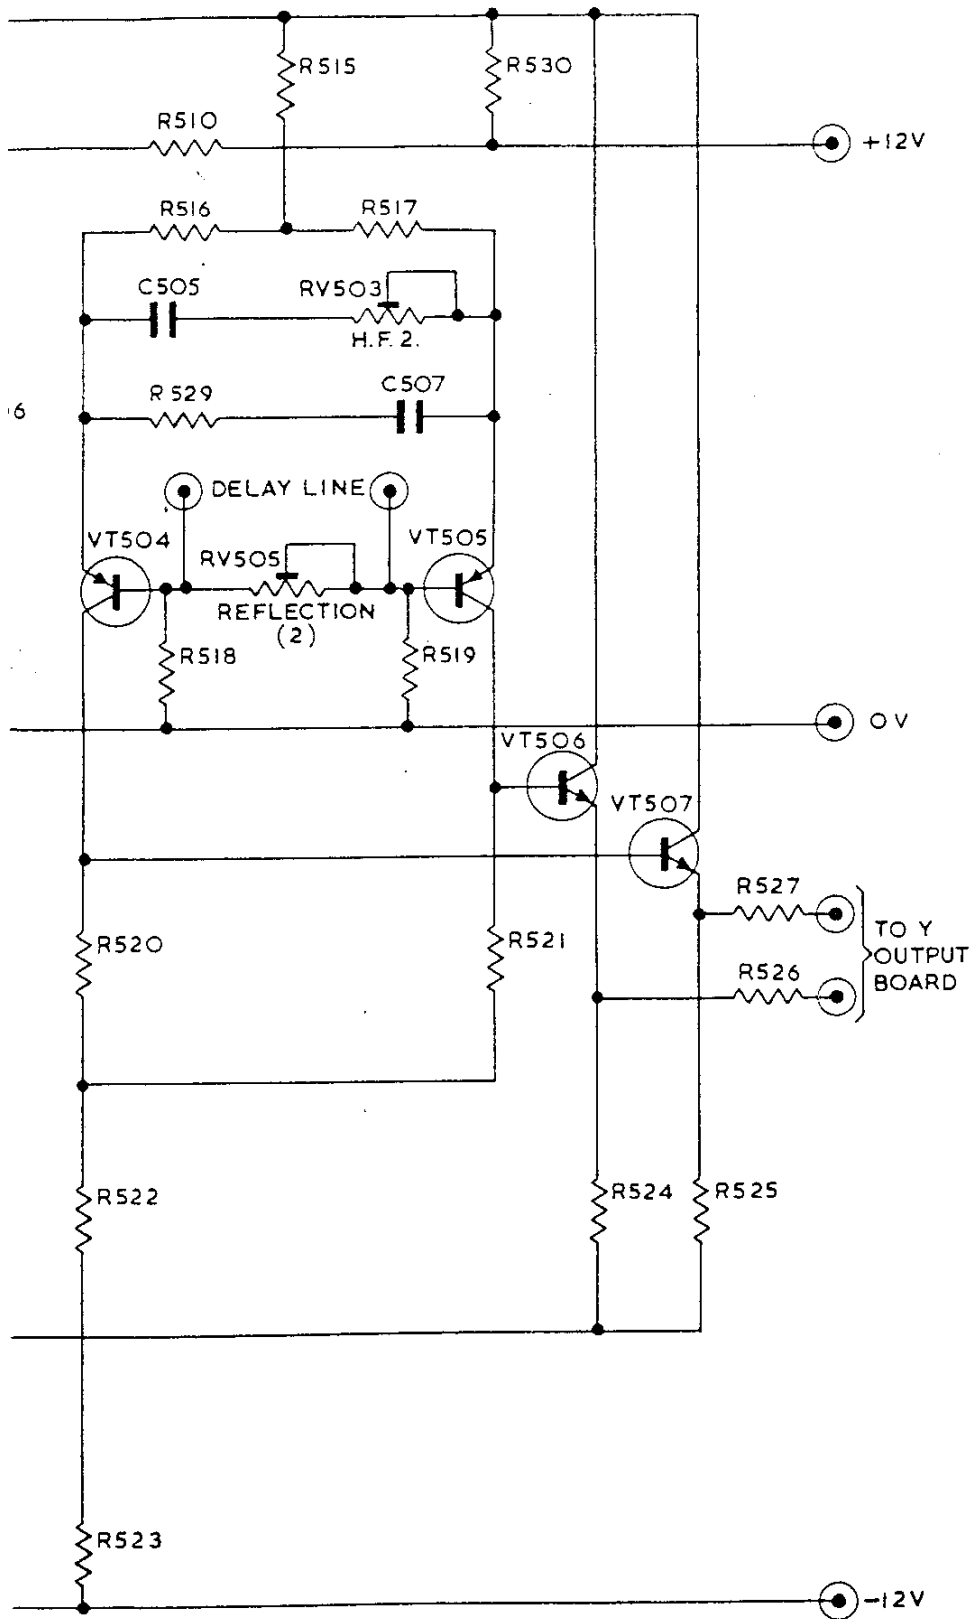 R515
R530
R510
+12V
R516
R517
C505
RV503
H.F. 2.
C507
R529
6
DELAY LINE
VT504
VT505
RV505
REFLECTION
(2)
R518
R519
0V
VT506
VT507
R527
TO Y
OUTPUT
BOARD
R526
R520
R521
R522
R524
R525
R523
-12V